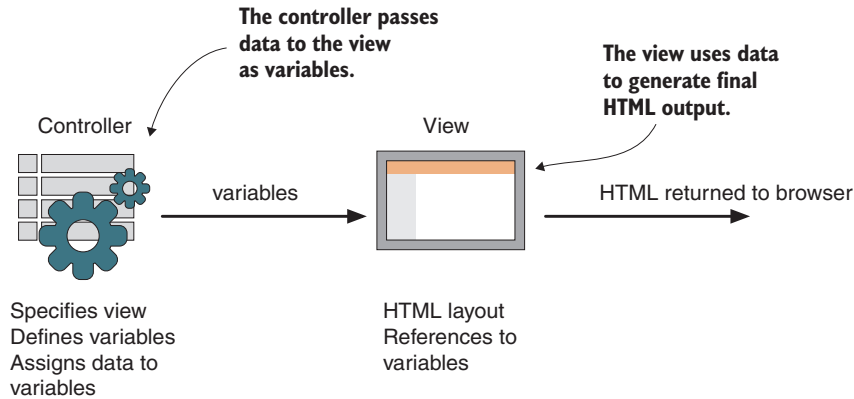 The controller passes
data to the view
as variables.
The view uses data
to generate final
HTML output.
Controller
View
variables
HTML returned to browser
Specifies view
Defines variables
Assigns data to
variables
HTML layout
References to
variables